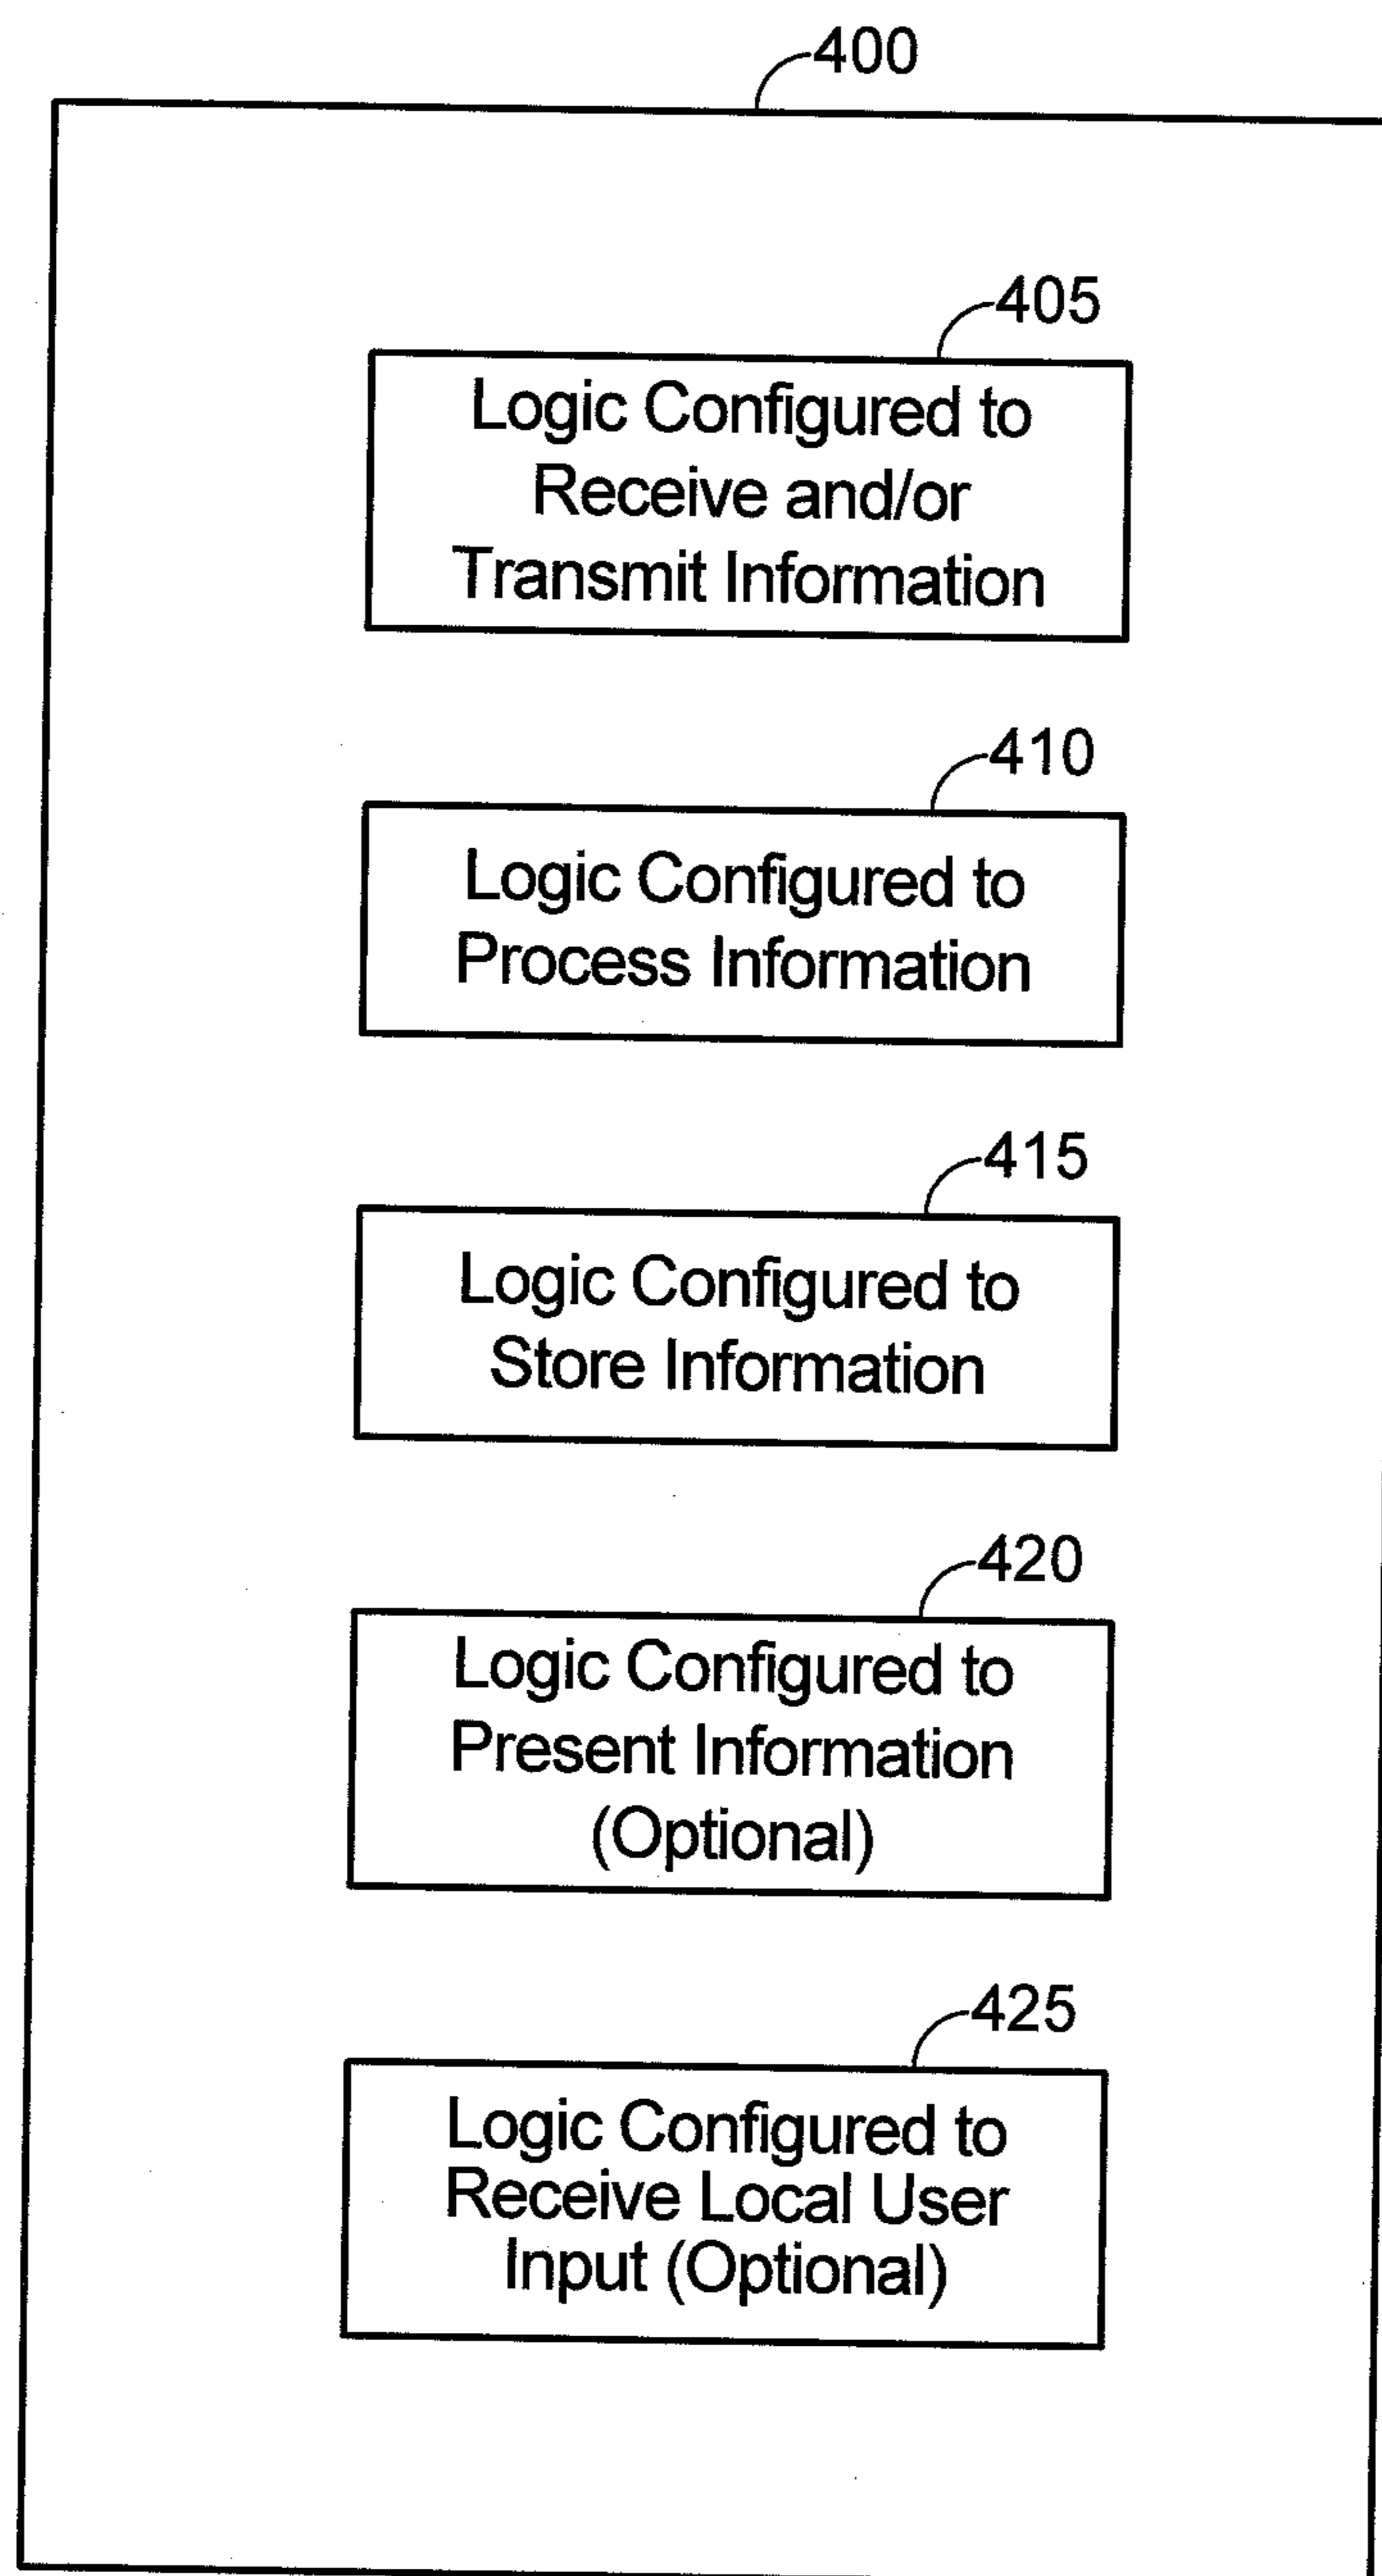 400
405
Logic Configured to
Receive and/or
Transmit Information
410
Logic Configured to
Process Information
415
Logic Configured to
Store Information
420
Logic Configured to
Present Information
(Optional)
425
Logic Configured to
Receive Local User
Input (Optional)